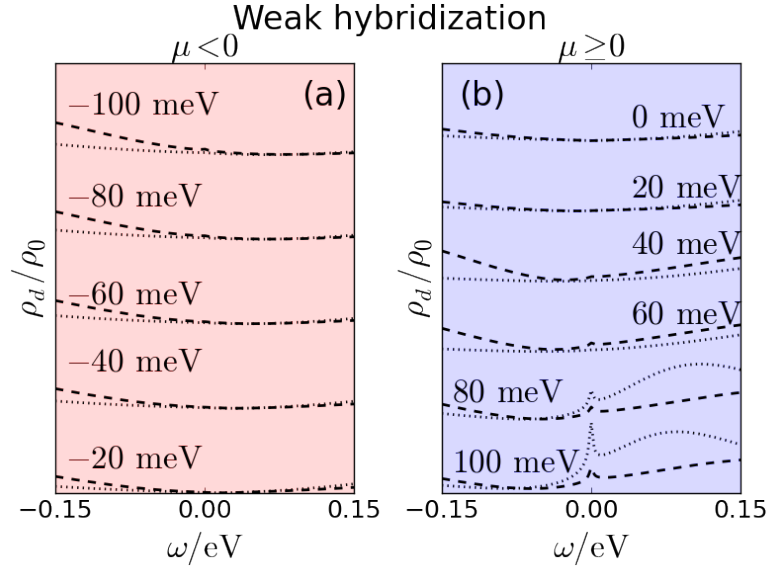 Weak hybridization
μ<0
μ≥0
(a)
−100 meV
−80 meV
−60 meV
−40 meV
−20 meV
ρ_d/ρ_0
−0.15 0.00 0.15
ω/eV
(b)
0 meV
20 meV
40 meV
60 meV
80 meV
100 meV
ρ_d/ρ_0
−0.15 0.00 0.15
ω/eV